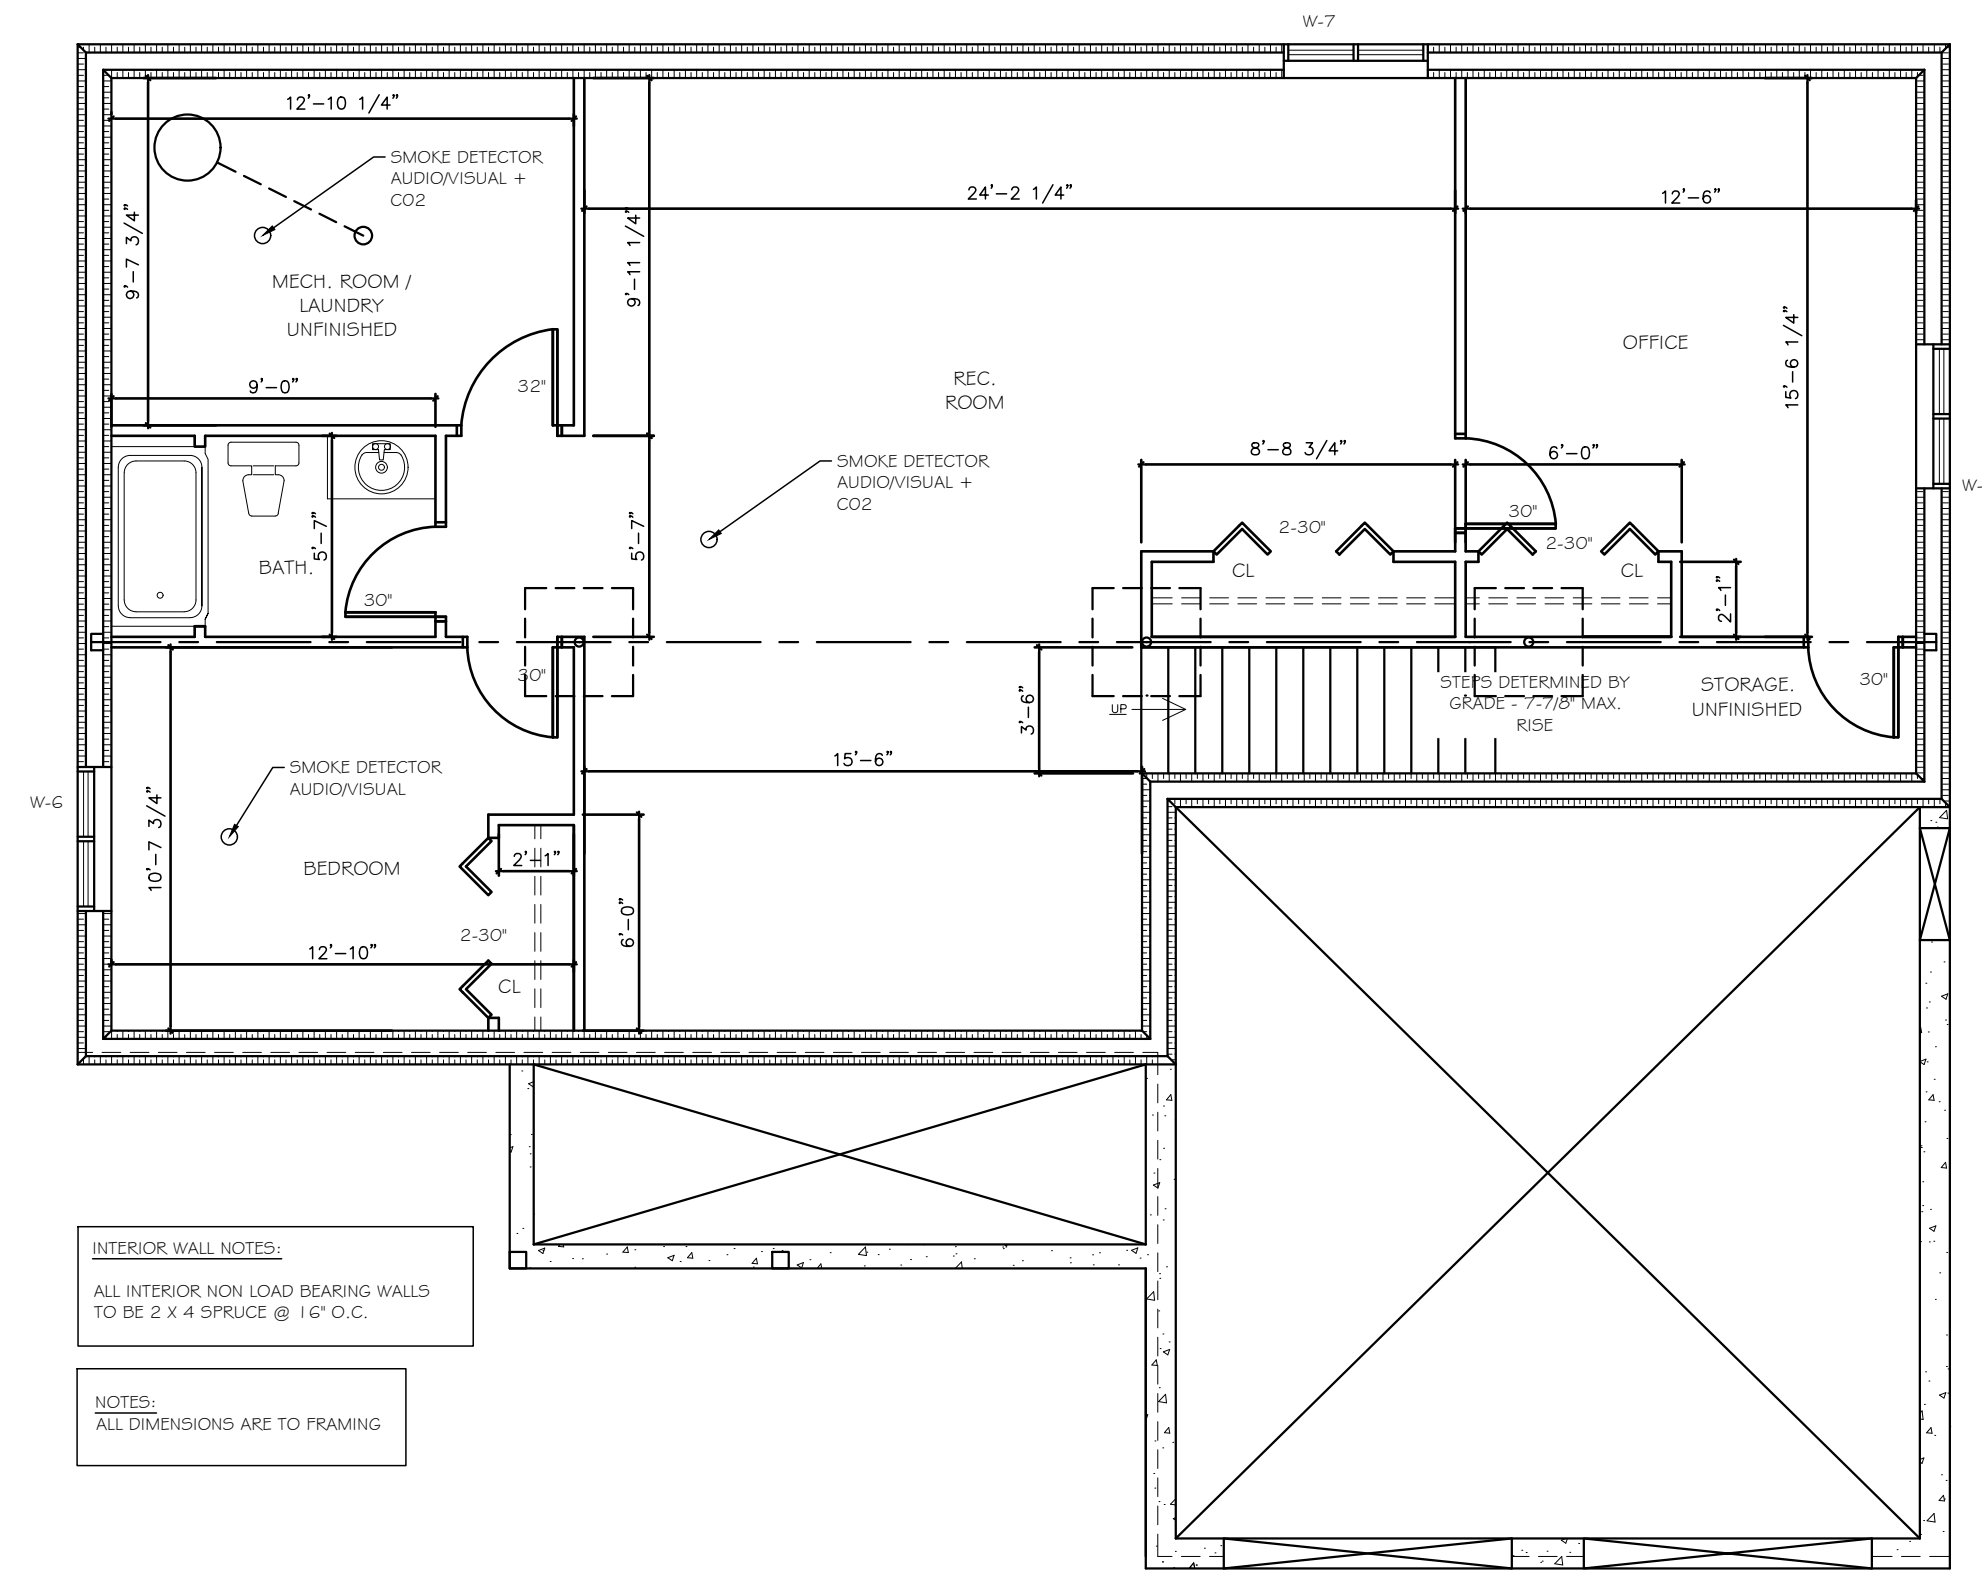 W-7
12'-10 1/4"
SMOKE DETECTOR
AUDIO/VISUAL +
CO2
9'-7 3/4"
MECH. ROOM /
LAUNDRY
UNFINISHED
9'-0"
32"
9'-11 1/4"
24'-2 1/4"
12'-6"
OFFICE
15'-6 1/4"
REC.
ROOM
SMOKE DETECTOR
AUDIO/VISUAL +
CO2
8'-8 3/4"
6'-0"
W-
2-30"
30"
2-30"
CL
CL
2'-1"
5'-7"
BATH.
30"
5'-7"
30"
3'-6"
UP
STEPS DETERMINED BY
GRADE - 7-7/8" MAX.
RISE
STORAGE.
UNFINISHED
30"
15'-6"
W-6
SMOKE DETECTOR
AUDIO/VISUAL
10'-7 3/4"
BEDROOM
2'-1"
2-30"
6'-0"
12'-10"
CL
INTERIOR WALL NOTES:
ALL INTERIOR NON LOAD BEARING WALLS
TO BE 2 X 4 SPRUCE @ 16" O.C.
NOTES:
ALL DIMENSIONS ARE TO FRAMING